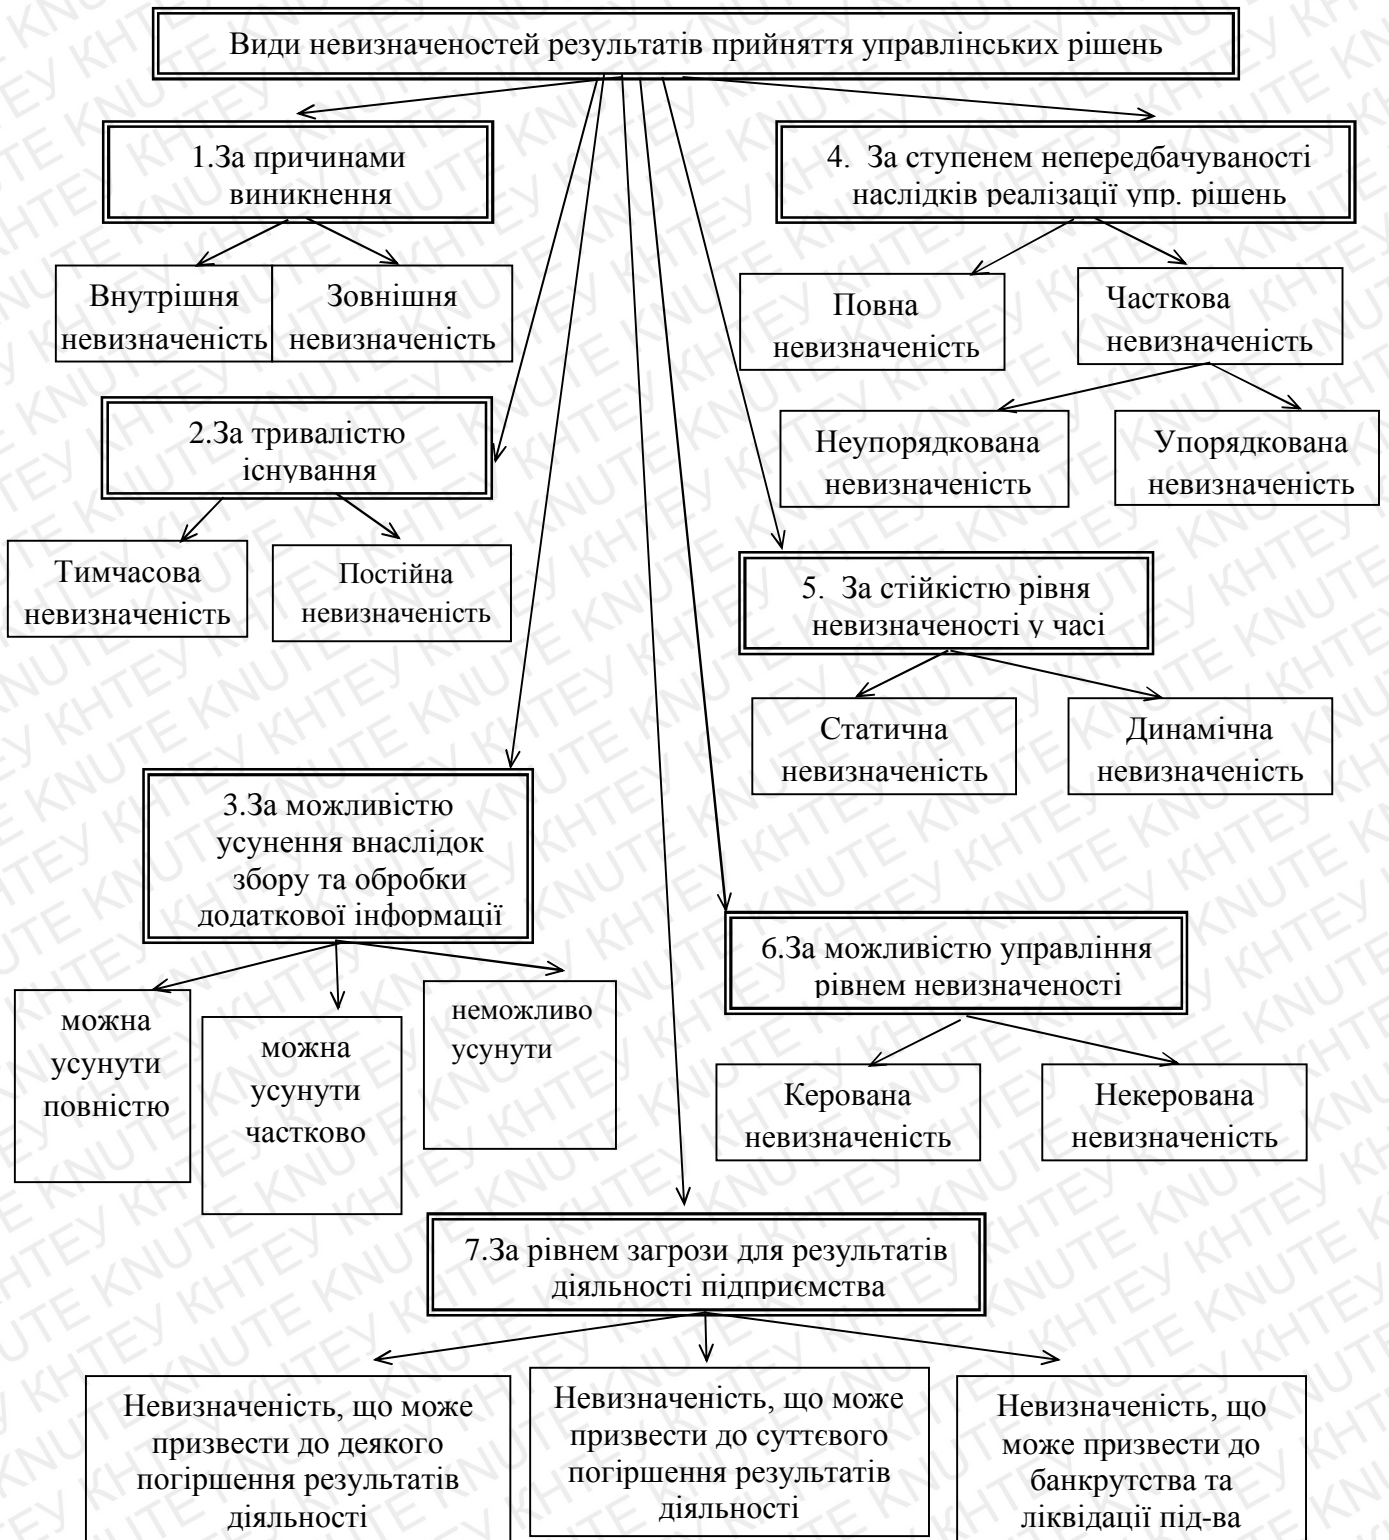 Види невизначеностей результатів прийняття управлінських рішень
1.За причинами
виникнення
Внутрішня
невизначеність
Зовнішня
невизначеність
2.За тривалістю
існування
Тимчасова
невизначеність
Постійна
невизначеність
3.За можливістю
усунення внаслідок
збору та обробки
додаткової інформації
можна
усунути
повністю
можна
усунути
частково
неможливо
усунути
4. За ступенем непередбачуваності
наслідків реалізації упр. рішень
Повна
невизначеність
Часткова
невизначеність
Неупорядкована
невизначеність
Упорядкована
невизначеність
5. За стійкістю рівня
невизначеності у часі
Статична
невизначеність
Динамічна
невизначеність
6.За можливістю управління
рівнем невизначеності
Керована
невизначеність
Некерована
невизначеність
7.За рівнем загрози для результатів
діяльності підприємства
Невизначеність, що може
призвести до деякого
погіршення результатів
діяльності
Невизначеність, що може
призвести до суттєвого
погіршення результатів
діяльності
Невизначеність, що
може призвести до
банкрутства та
ліквідації під-ва